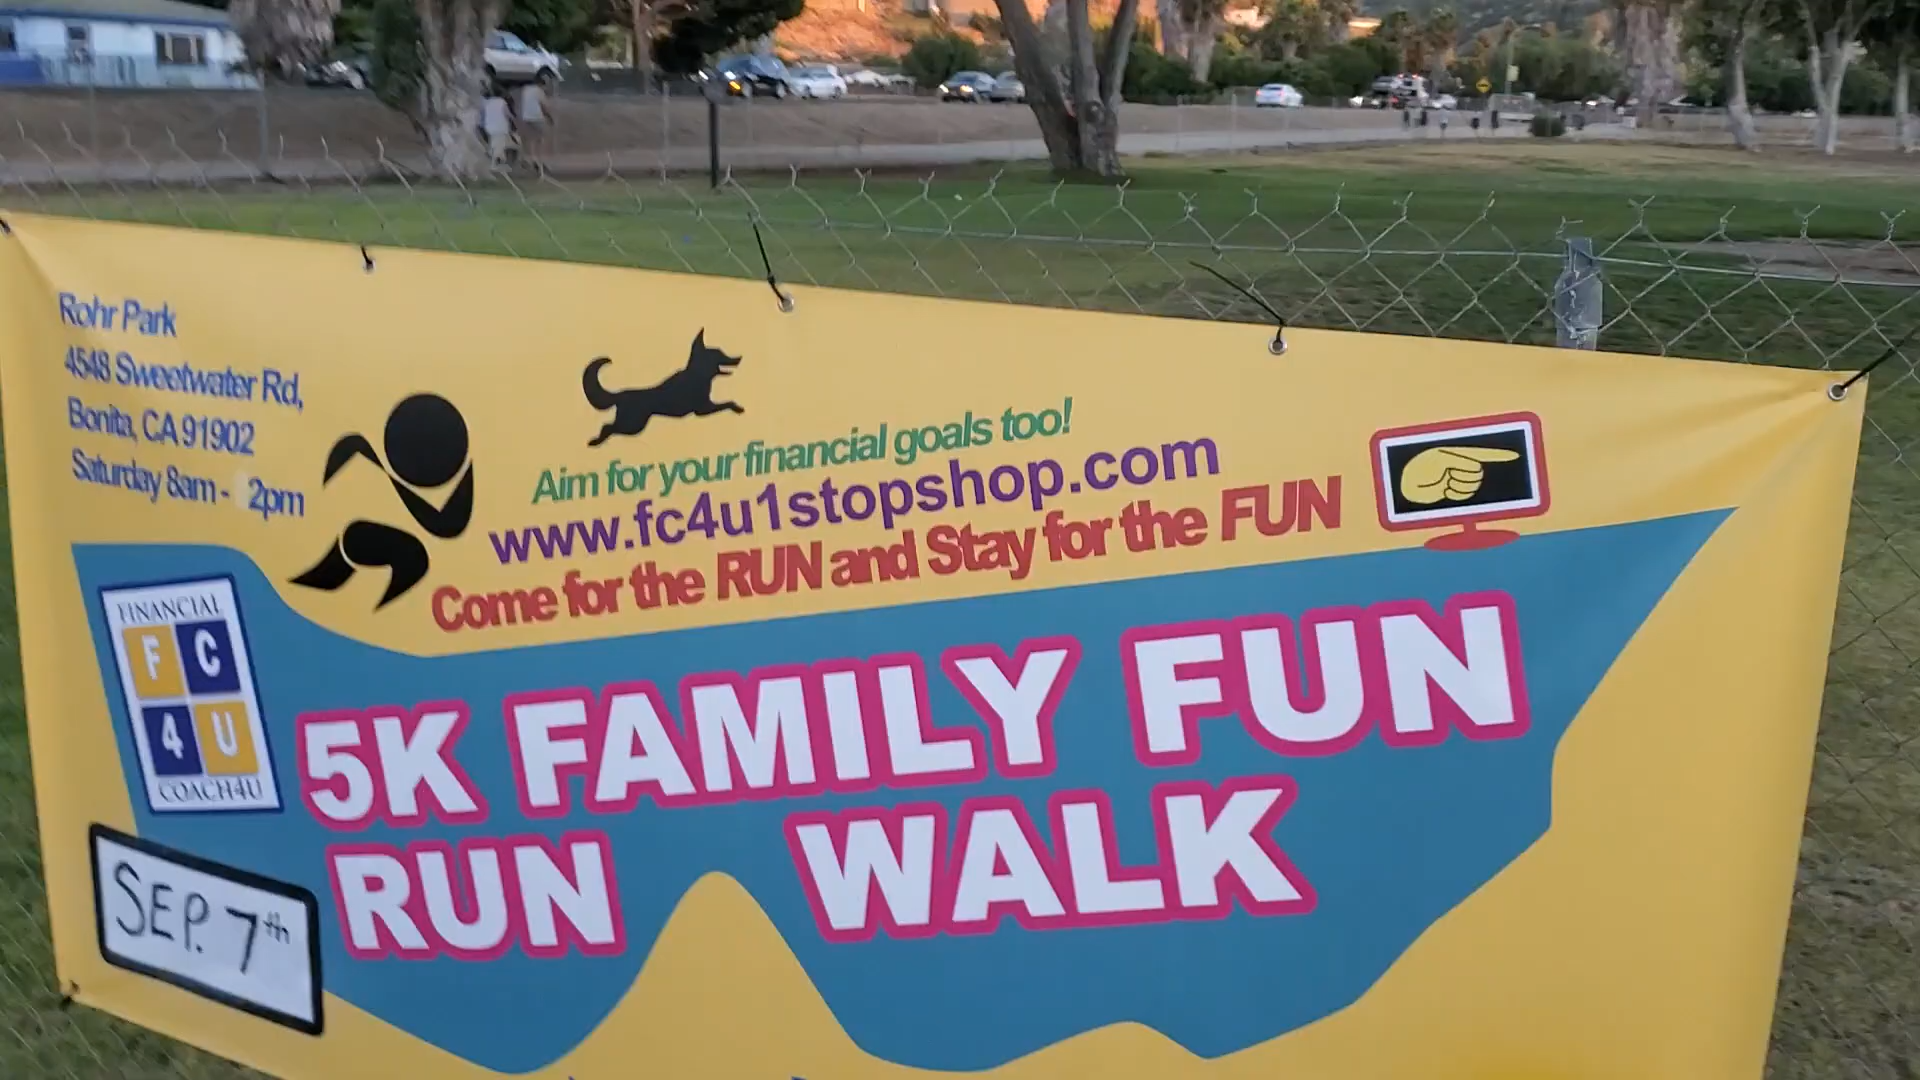 Rohr Park
4548 Sweetwater Rd,
Bonita, CA 91902
Saturday 8am - 2pm
Aim for your financial goals too!
www.fc4u1stopshop.com
Come for the RUN and Stay for the FUN
FINANCIAL
F C
4 U
COACH4U
5K FAMILY FUN
RUN WALK
SEP. 7th